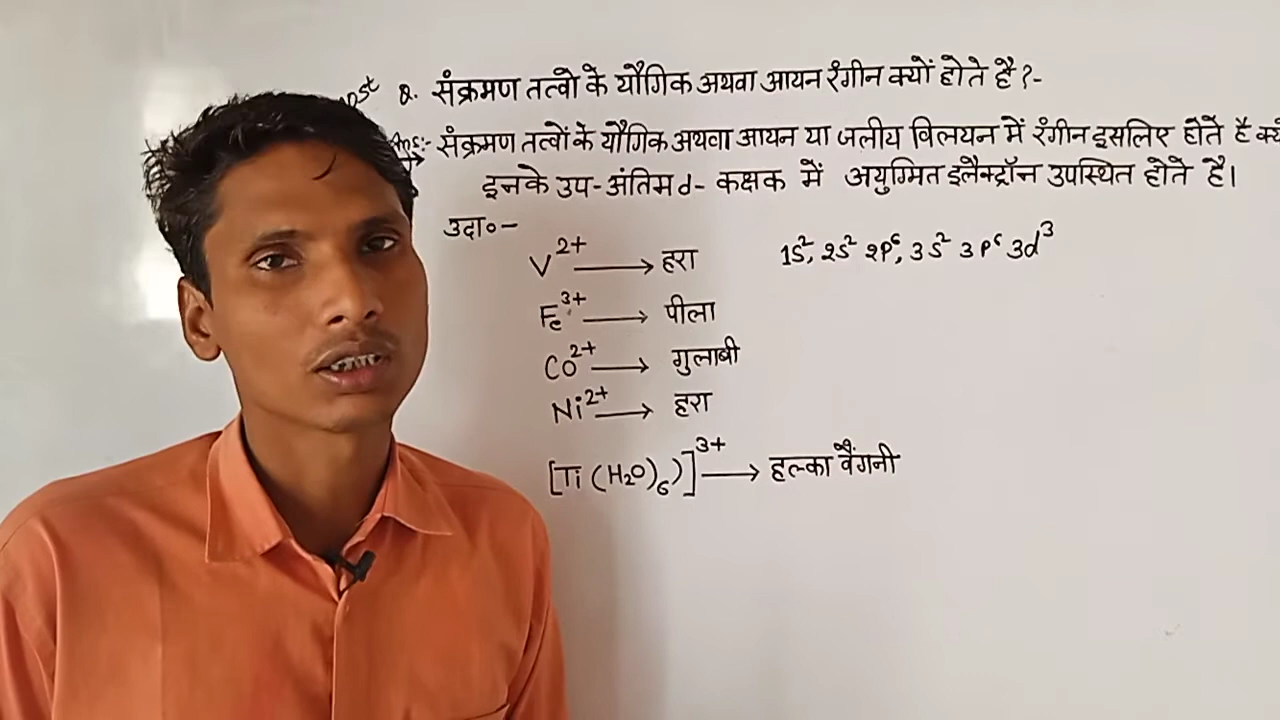 Q. संक्रमण तत्वो के यौगिक अथवा आयन रंगीन क्यों होते है ?-
Ans:- संक्रमण तत्वों के यौगिक अथवा आयन या जलीय विलयन में रंगीन इसलिए होते है
इनके उप-अंतिम d- कक्षक में अयुग्मित इलैक्ट्रॉन उपस्थित होते है।
उदा०-
V²⁺ ⟶ हरा 1S², 2S² 2P⁶, 3S² 3P⁶ 3d³
Fe³⁺ ⟶ पीला
Co²⁺ ⟶ गुलाबी
Ni²⁺ ⟶ हरा
[Ti (H₂O)₆)]³⁺ ⟶ हल्का वैंगनी